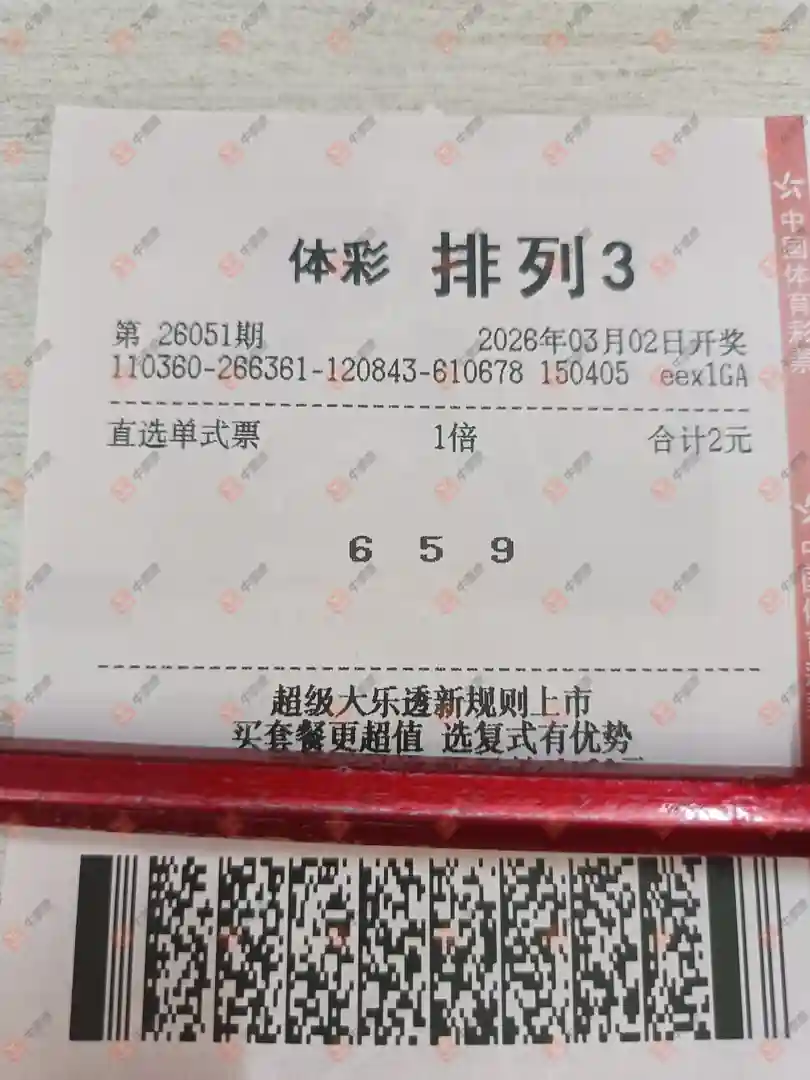 体彩 排列3
第 26051期 2026年03月02日开奖
110360-266361-120843-610678 150405 eex1GA
直选单式票 1倍 合计2元
6 5 9
超级大乐透新规则上市
买套餐更超值 选复式有优势
中国体育彩票